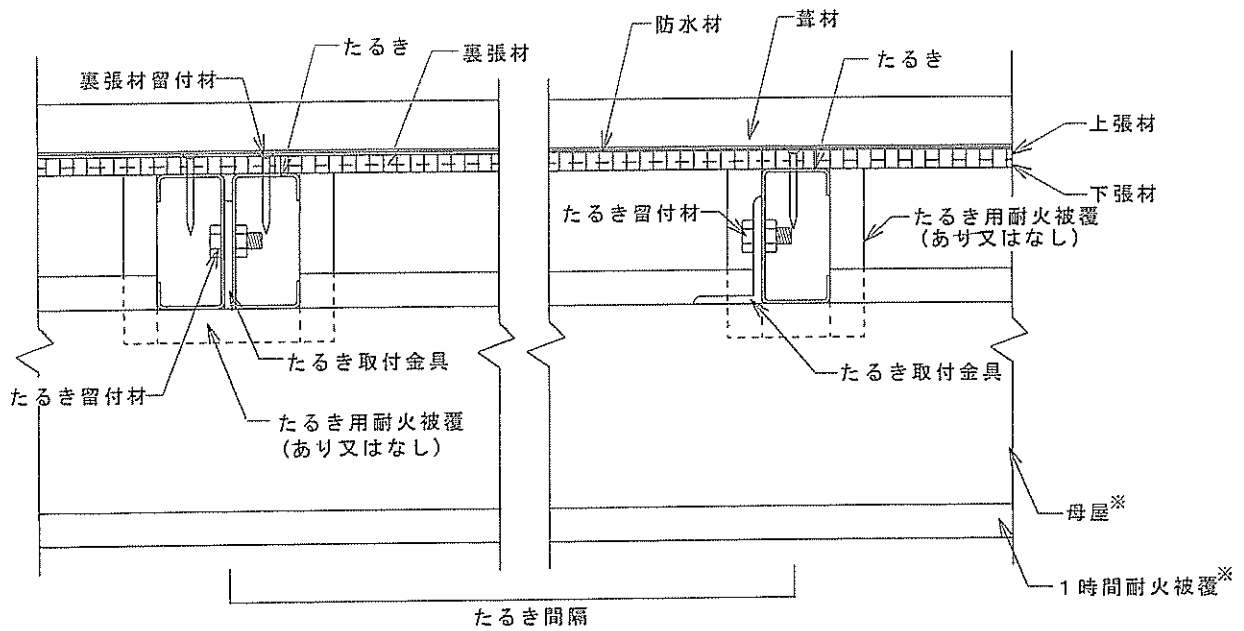 防水材
葺材
たるき
裏張材
たるき
裏張材留付材
上張材
下張材
たるき留付材
たるき用耐火被覆
(あり又はなし)
たるき取付金具
たるき取付金具
たるき留付材
たるき用耐火被覆
(あり又はなし)
母屋※
1時間耐火被覆※
たるき間隔